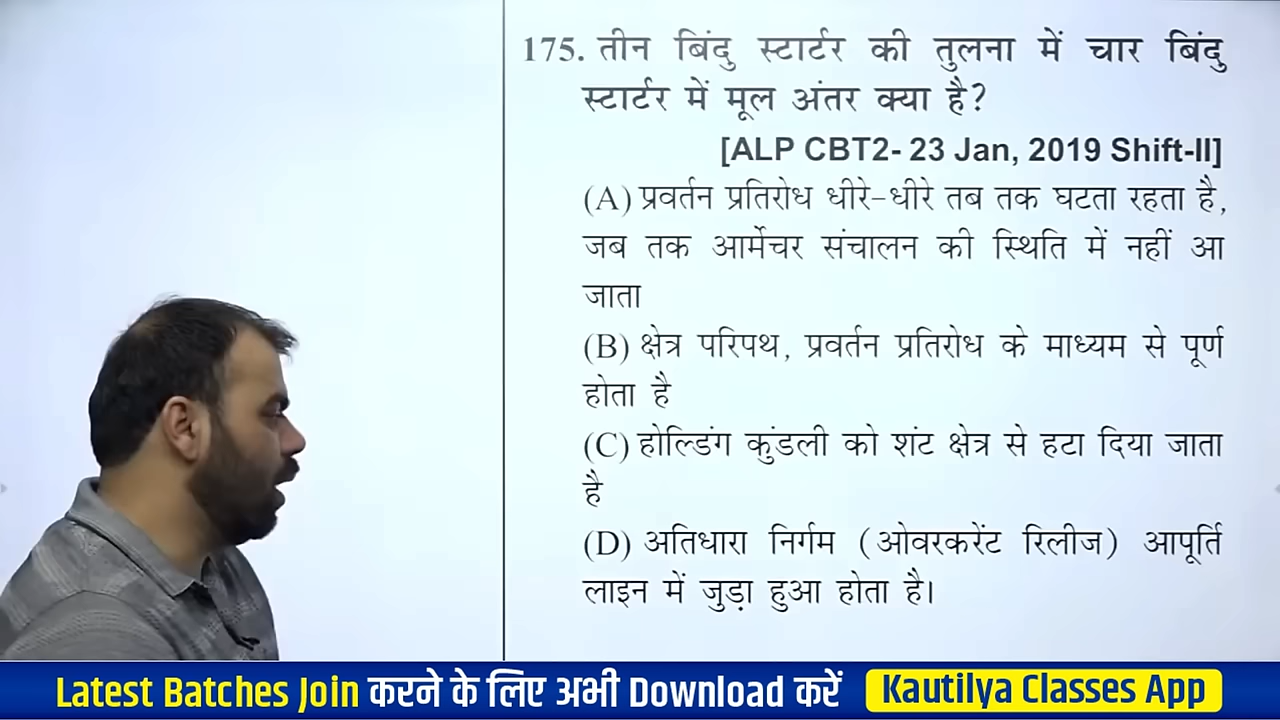 175. तीन बिंदु स्टार्टर की तुलना में चार बिंदु
स्टार्टर में मूल अंतर क्या है?
[ALP CBT2- 23 Jan, 2019 Shift-II]
(A) प्रवर्तन प्रतिरोध धीरे-धीरे तब तक घटता रहता है,
जब तक आर्मेचर संचालन की स्थिति में नहीं आ
जाता
(B) क्षेत्र परिपथ, प्रवर्तन प्रतिरोध के माध्यम से पूर्ण
होता है
(C) होल्डिंग कुंडली को शंट क्षेत्र से हटा दिया जाता
है
(D) अतिधारा निर्गम (ओवरकरेंट रिलीज) आपूर्ति
लाइन में जुड़ा हुआ होता है।
Latest Batches Join करने के लिए अभी Download करें Kautilya Classes App